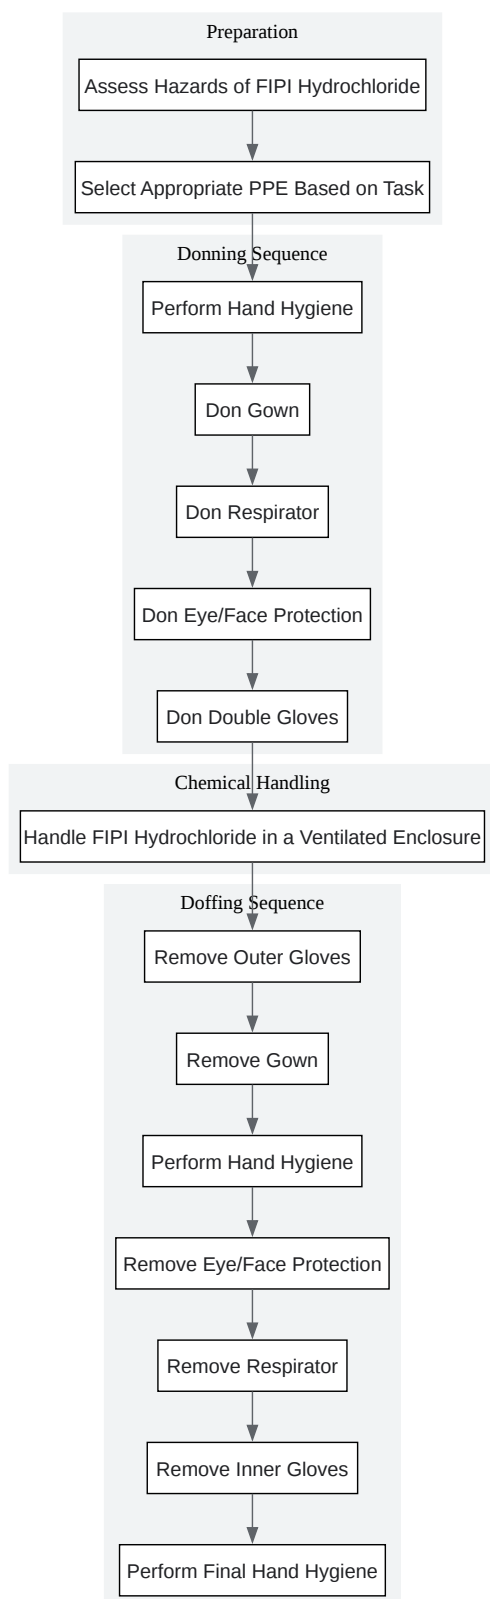 Preparation
Assess Hazards of FIPI Hydrochloride
Select Appropriate PPE Based on Task
Donning Sequence
Perform Hand Hygiene
Don Gown
Don Respirator
Don Eye/Face Protection
Don Double Gloves
Chemical Handling
Handle FIPI Hydrochloride in a Ventilated Enclosure
Doffing Sequence
Remove Outer Gloves
Remove Gown
Perform Hand Hygiene
Remove Eye/Face Protection
Remove Respirator
Remove Inner Gloves
Perform Final Hand Hygiene